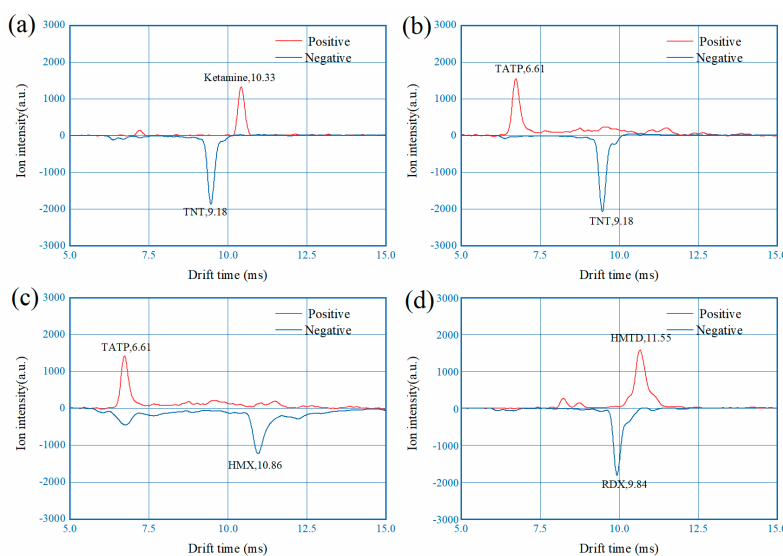 (a)
3000
2000
1000
0
-1000
-2000
-3000
Ion intensity(a.u.)
Positive
Negative
Ketamine,10.33
TNT,9.18
5.0 7.5 10.0 12.5 15.0
Drift time (ms)
(b)
3000
2000
1000
0
-1000
-2000
-3000
Ion intensity(a.u.)
Positive
Negative
TATP,6.61
TNT,9.18
5.0 7.5 10.0 12.5 15.0
Drift time (ms)
(c)
3000
2000
1000
0
-1000
-2000
-3000
Ion intensity(a.u.)
Positive
Negative
TATP,6.61
HMX,10.86
5.0 7.5 10.0 12.5 15.0
Drift time (ms)
(d)
3000
2000
1000
0
-1000
-2000
-3000
Ion intensity(a.u.)
Positive
Negative
HMTD,11.55
RDX,9.84
5.0 7.5 10.0 12.5 15.0
Drift time (ms)